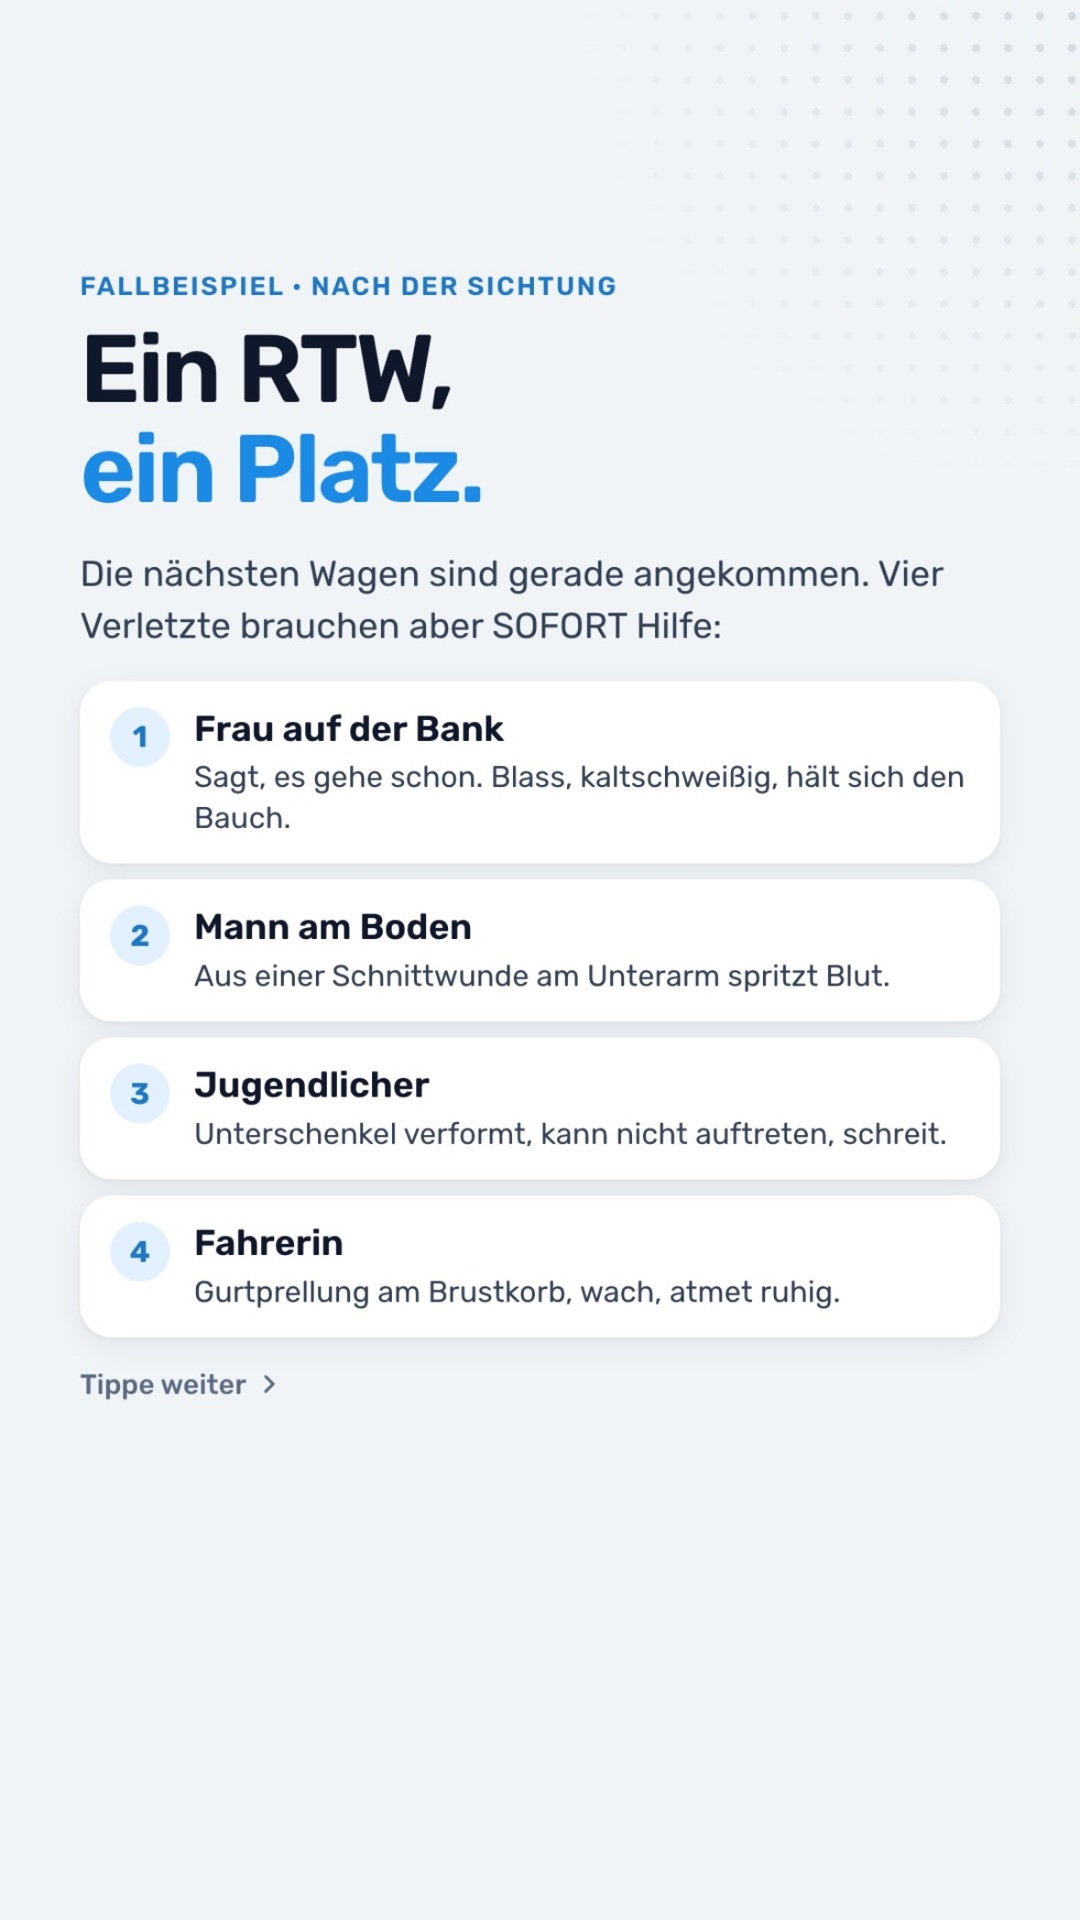 FALLBEISPIEL • NACH DER SICHTUNG
Ein RTW,
ein Platz.
Die nächsten Wagen sind gerade angekommen. Vier
Verletzte brauchen aber SOFORT Hilfe:
1
Frau auf der Bank
Sagt, es gehe schon. Blass, kaltschweißig, hält sich den
Bauch.
2
Mann am Boden
Aus einer Schnittwunde am Unterarm spritzt Blut.
3
Jugendlicher
Unterschenkel verformt, kann nicht auftreten, schreit.
4
Fahrerin
Gurtprellung am Brustkorb, wach, atmet ruhig.
Tippe weiter